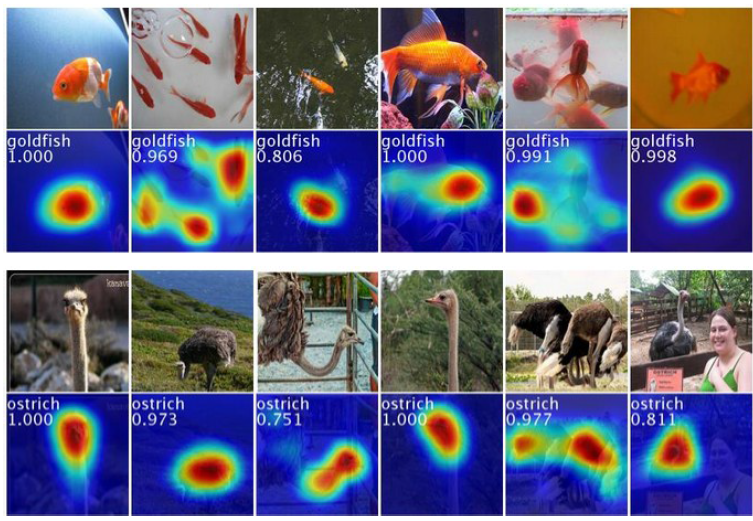 goldfish
1.000
goldfish
0.969
goldfish
0.806
goldfish
1.000
goldfish
0.991
goldfish
0.998
ostrich
1.000
ostrich
0.973
ostrich
0.751
ostrich
1.000
ostrich
0.977
ostrich
0.811
OSTRICH